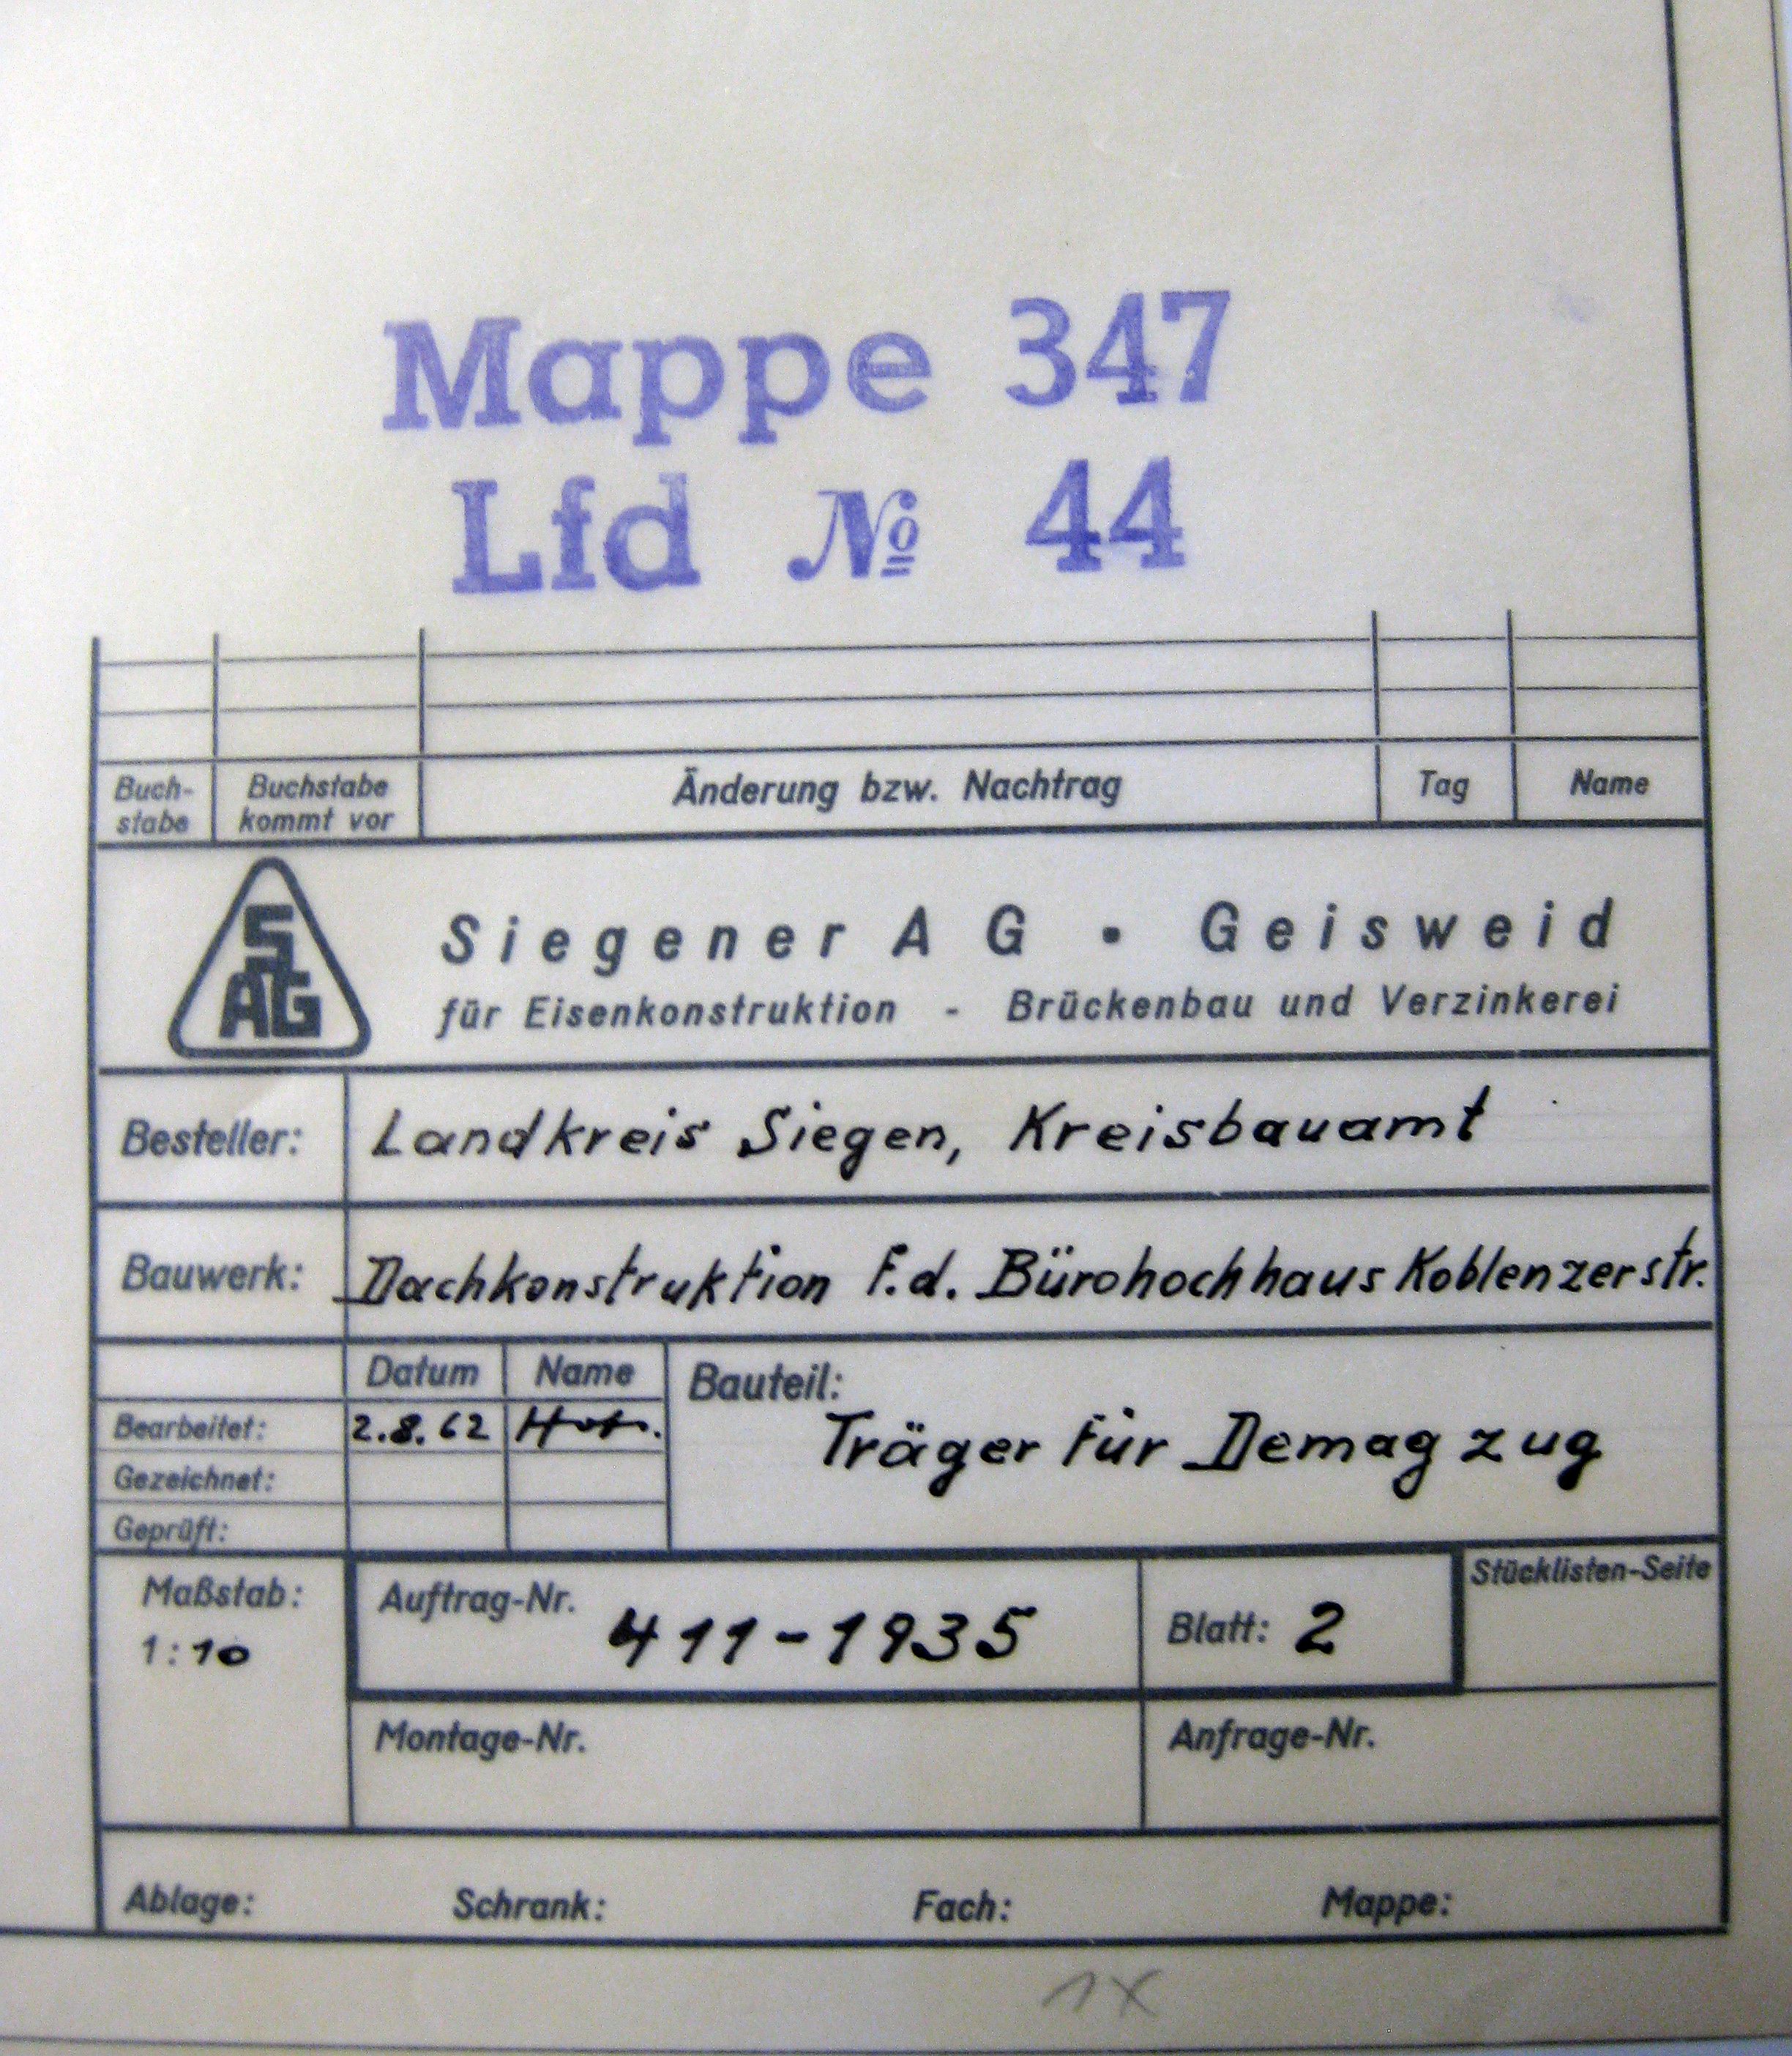 Mappe 347
Lfd № 44
Buch-
stabe
Buchstabe
kommt vor
Änderung bzw. Nachtrag
Tag
Name
SAG
Siegener AG • Geisweid
für Eisenkonstruktion - Brückenbau und Verzinkerei
Besteller: Landkreis Siegen, Kreisbauamt
Bauwerk: Dachkonstruktion f.d. Bürohochhaus Koblenzerstr.
Datum Name
Bauteil:
Bearbeitet: 2.8.62
Träger für Demagzug
Gezeichnet:
Geprüft:
Maßstab:
1:10
Auftrag-Nr. 411-1935
Blatt: 2
Stücklisten-Seite
Montage-Nr.
Anfrage-Nr.
Ablage: Schrank: Fach: Mappe:
1x